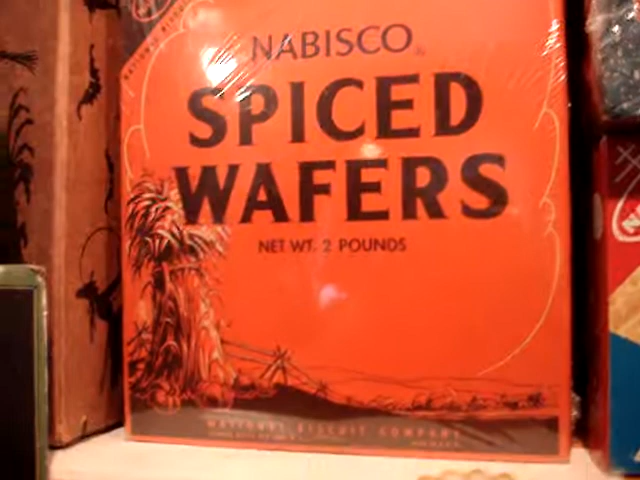 NABISCO
SPICED
WAFERS
NET WT. 2 POUNDS
NATIONAL BISCUIT COMPANY